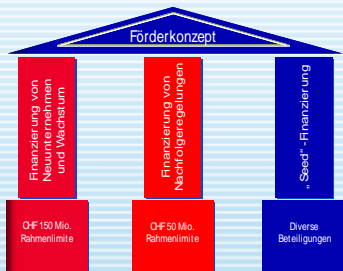 Förderkonzept
Finanzierung von
Neuunternehmen
und Wachstum
Finanzierung von
Nachfolgeregelungen
„Seed“-Finanzierung
CHF 150 Mio.
Rahmenlimite
CHF 50 Mio.
Rahmenlimite
Diverse
Beteiligungen